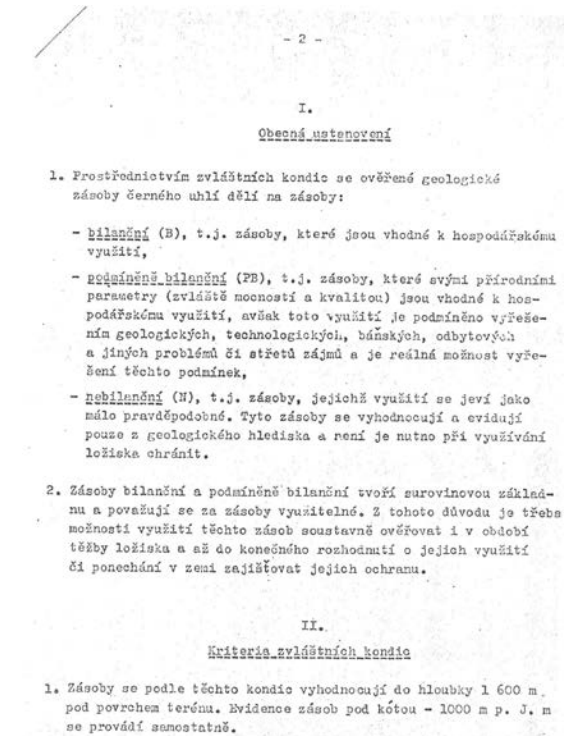 - 2 -
I.
Obecná ustanovení
1. Prostřednictvím zvláštních kondic se ověřené geologické
zásoby černého uhlí dělí na zásoby:
- bilanční (B), t.j. zásoby, které jsou vhodné k hospodářskému
využití,
- podmíněně bilanční (PB), t.j. zásoby, které svými přírodními
parametry (zvláště mocností a kvalitou) jsou vhodné k hos-
podářskému využití, avšak toto využití je podmíněno vyřeše-
ním geologických, technologických, báňských, odbytových
a jiných problémů či střetů zájmů a je reálná možnost vyře-
šení těchto podmínek,
- nebilanční (N), t.j. zásoby, jejichž využití se jeví jako
málo pravděpodobné. Tyto zásoby se vyhodnocují a evidují
pouze z geologického hlediska a není je nutno při využívání
ložiska chránit.
2. Zásoby bilanční a podmíněně bilanční tvoří surovinovou základ-
nu a považují se za zásoby využitelné. Z tohoto důvodu je třeba
možnosti využití těchto zásob soustavně ověřovat i v období
těžby ložiska a až do konečného rozhodnutí o jejich využití
či ponechání v zemi zajišťovat jejich ochranu.
II.
Kriteria zvláštních kondic
1. Zásoby se podle těchto kondic vyhodnocují do hloubky 1 600 m
pod povrchem terénu. Evidence zásob pod kótou - 1000 m p. J. m
se provádí samostatně.